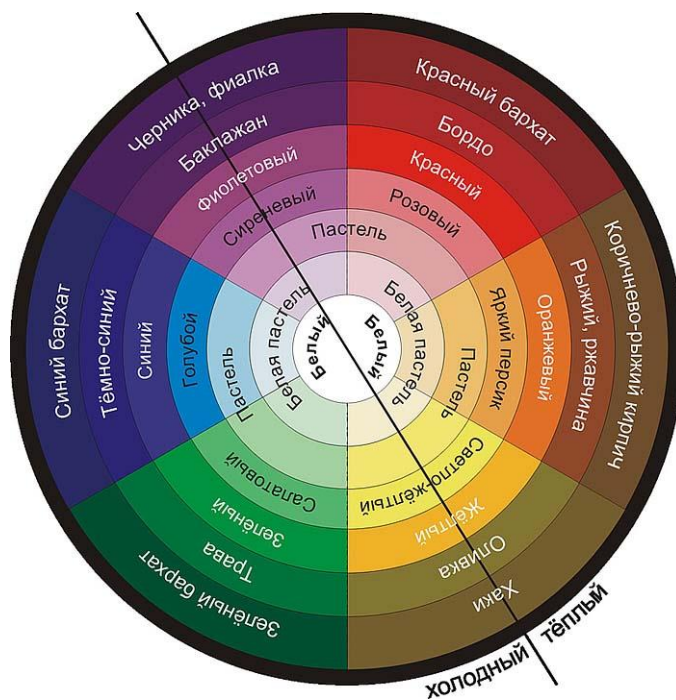 Черника, фиалка
Баклажан
Фиолетовый
Сиреневый
Пастель
Белая пастель
Белый
Красный бархат
Бордо
Красный
Розовый
Белая пастель
Белый
Коричнево-рыжий кирпич
Рыжий, ржавчина
Оранжевый
Яркий персик
Пастель
Синий бархат
Тёмно-синий
Синий
Голубой
Пастель
Светло-жёлтый
Жёлтый
Оливка
Хаки
Салатовый
Зелёный
Трава
Зелёный бархат
холодный
тёплый